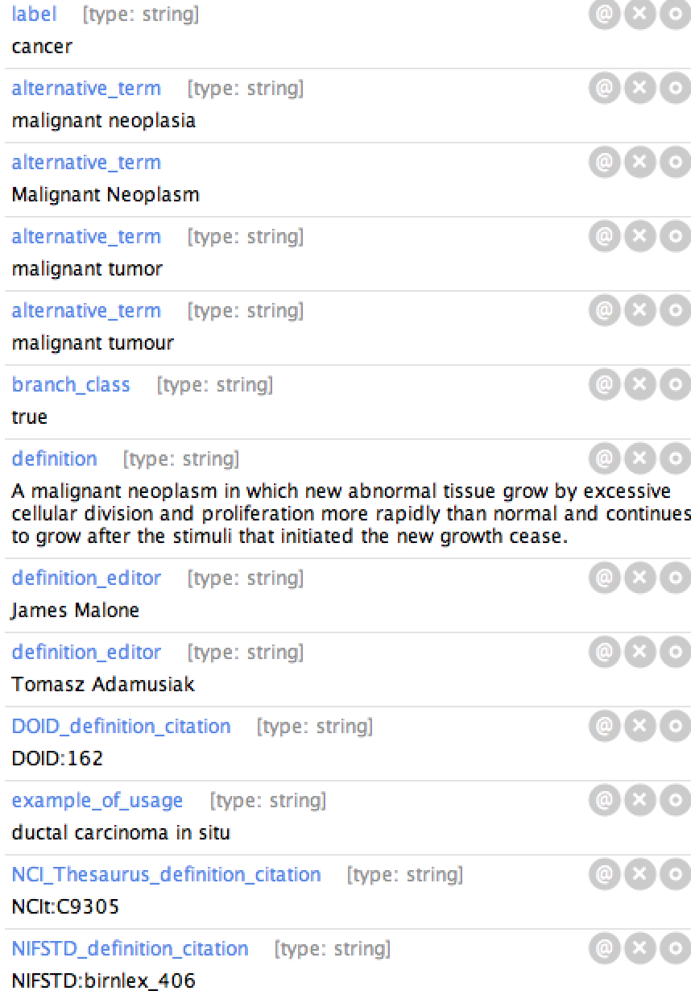 label [type: string]
cancer
alternative_term [type: string]
malignant neoplasia
alternative_term
Malignant Neoplasm
alternative_term [type: string]
malignant tumor
alternative_term [type: string]
malignant tumour
branch_class [type: string]
true
definition [type: string]
A malignant neoplasm in which new abnormal tissue grow by excessive
cellular division and proliferation more rapidly than normal and continues
to grow after the stimuli that initiated the new growth cease.
definition_editor [type: string]
James Malone
definition_editor [type: string]
Tomasz Adamusiak
DOID_definition_citation [type: string]
DOID:162
example_of_usage [type: string]
ductal carcinoma in situ
NCI_Thesaurus_definition_citation [type: string]
NCIt:C9305
NIFSTD_definition_citation [type: string]
NIFSTD:birnlex_406